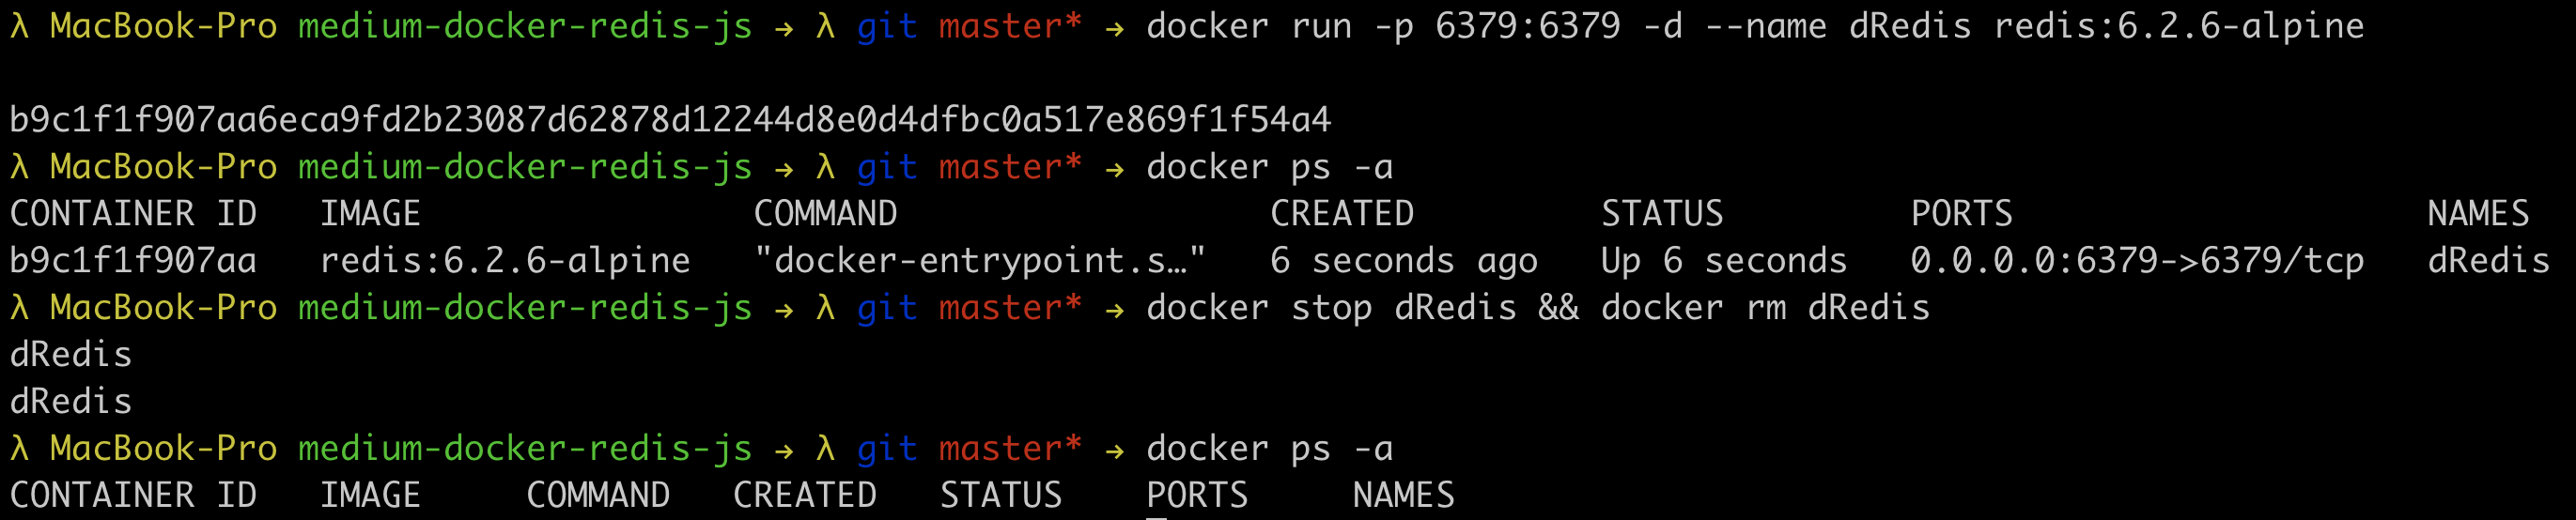 λ MacBook-Pro medium-docker-redis-js → λ git master* → docker run -p 6379:6379 -d --name dRedis redis:6.2.6-alpine
b9c1f1f907aa6eca9fd2b23087d62878d12244d8e0d4dfbc0a517e869f1f54a4
λ MacBook-Pro medium-docker-redis-js → λ git master* → docker ps -a
CONTAINER ID   IMAGE                COMMAND                  CREATED         STATUS         PORTS                    NAMES
b9c1f1f907aa   redis:6.2.6-alpine   "docker-entrypoint.s…"   6 seconds ago   Up 6 seconds   0.0.0.0:6379->6379/tcp   dRedis
λ MacBook-Pro medium-docker-redis-js → λ git master* → docker stop dRedis && docker rm dRedis
dRedis
dRedis
λ MacBook-Pro medium-docker-redis-js → λ git master* → docker ps -a
CONTAINER ID   IMAGE     COMMAND   CREATED   STATUS    PORTS     NAMES